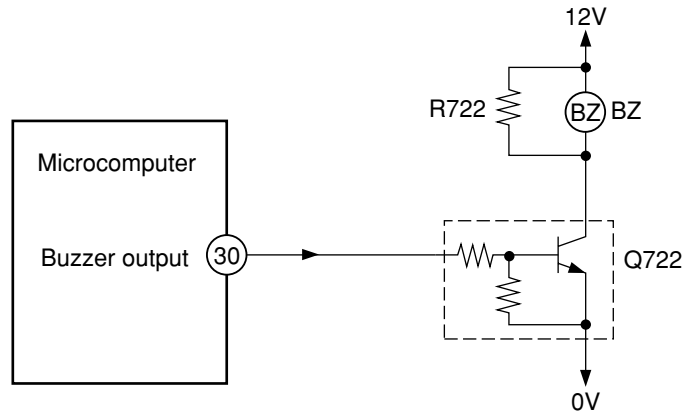 12V
R722
BZ BZ
Microcomputer
Buzzer output 30
Q722
0V